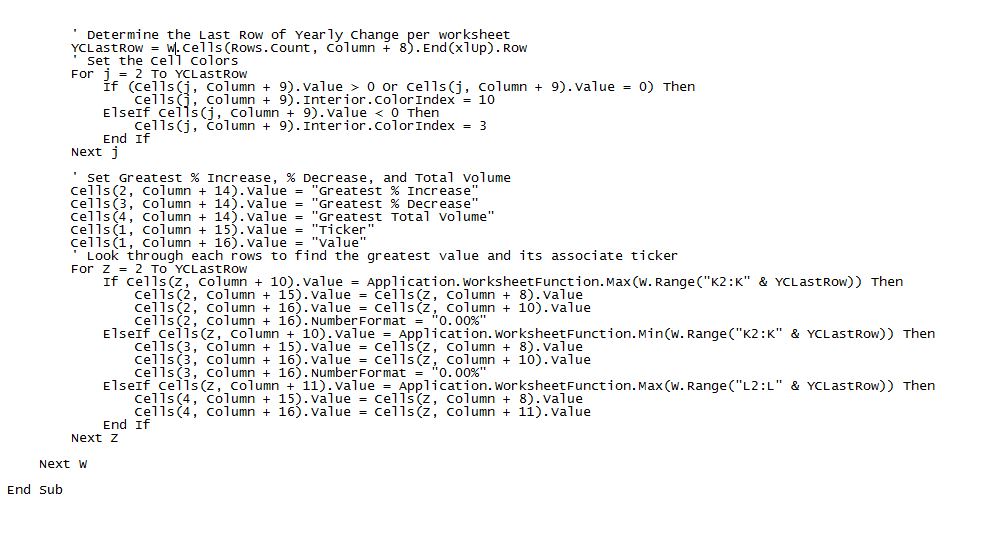 ' Determine the Last Row of Yearly Change per worksheet
YCLastRow = W.Cells(Rows.Count, Column + 8).End(xlUp).Row
' Set the Cell Colors
For j = 2 To YCLastRow
If (Cells(j, Column + 9).Value > 0 Or Cells(j, Column + 9).Value = 0) Then
Cells(j, Column + 9).Interior.ColorIndex = 10
ElseIf Cells(j, Column + 9).Value < 0 Then
Cells(j, Column + 9).Interior.ColorIndex = 3
End If
Next j
' Set Greatest % Increase, % Decrease, and Total Volume
Cells(2, Column + 14).Value = "Greatest % Increase"
Cells(3, Column + 14).Value = "Greatest % Decrease"
Cells(4, Column + 14).Value = "Greatest Total Volume"
Cells(1, Column + 15).Value = "Ticker"
Cells(1, Column + 16).Value = "Value"
' Look through each rows to find the greatest value and its associate ticker
For Z = 2 To YCLastRow
If Cells(Z, Column + 10).Value = Application.WorksheetFunction.Max(W.Range("K2:K" & YCLastRow)) Then
Cells(2, Column + 15).Value = Cells(Z, Column + 8).Value
Cells(2, Column + 16).Value = Cells(Z, Column + 10).Value
Cells(2, Column + 16).NumberFormat = "0.00%"
ElseIf Cells(Z, Column + 10).Value = Application.WorksheetFunction.Min(W.Range("K2:K" & YCLastRow)) Then
Cells(3, Column + 15).Value = Cells(Z, Column + 8).Value
Cells(3, Column + 16).Value = Cells(Z, Column + 10).Value
Cells(3, Column + 16).NumberFormat = "0.00%"
ElseIf Cells(Z, Column + 11).Value = Application.WorksheetFunction.Max(W.Range("L2:L" & YCLastRow)) Then
Cells(4, Column + 15).Value = Cells(Z, Column + 8).Value
Cells(4, Column + 16).Value = Cells(Z, Column + 11).Value
End If
Next Z
Next W
End Sub